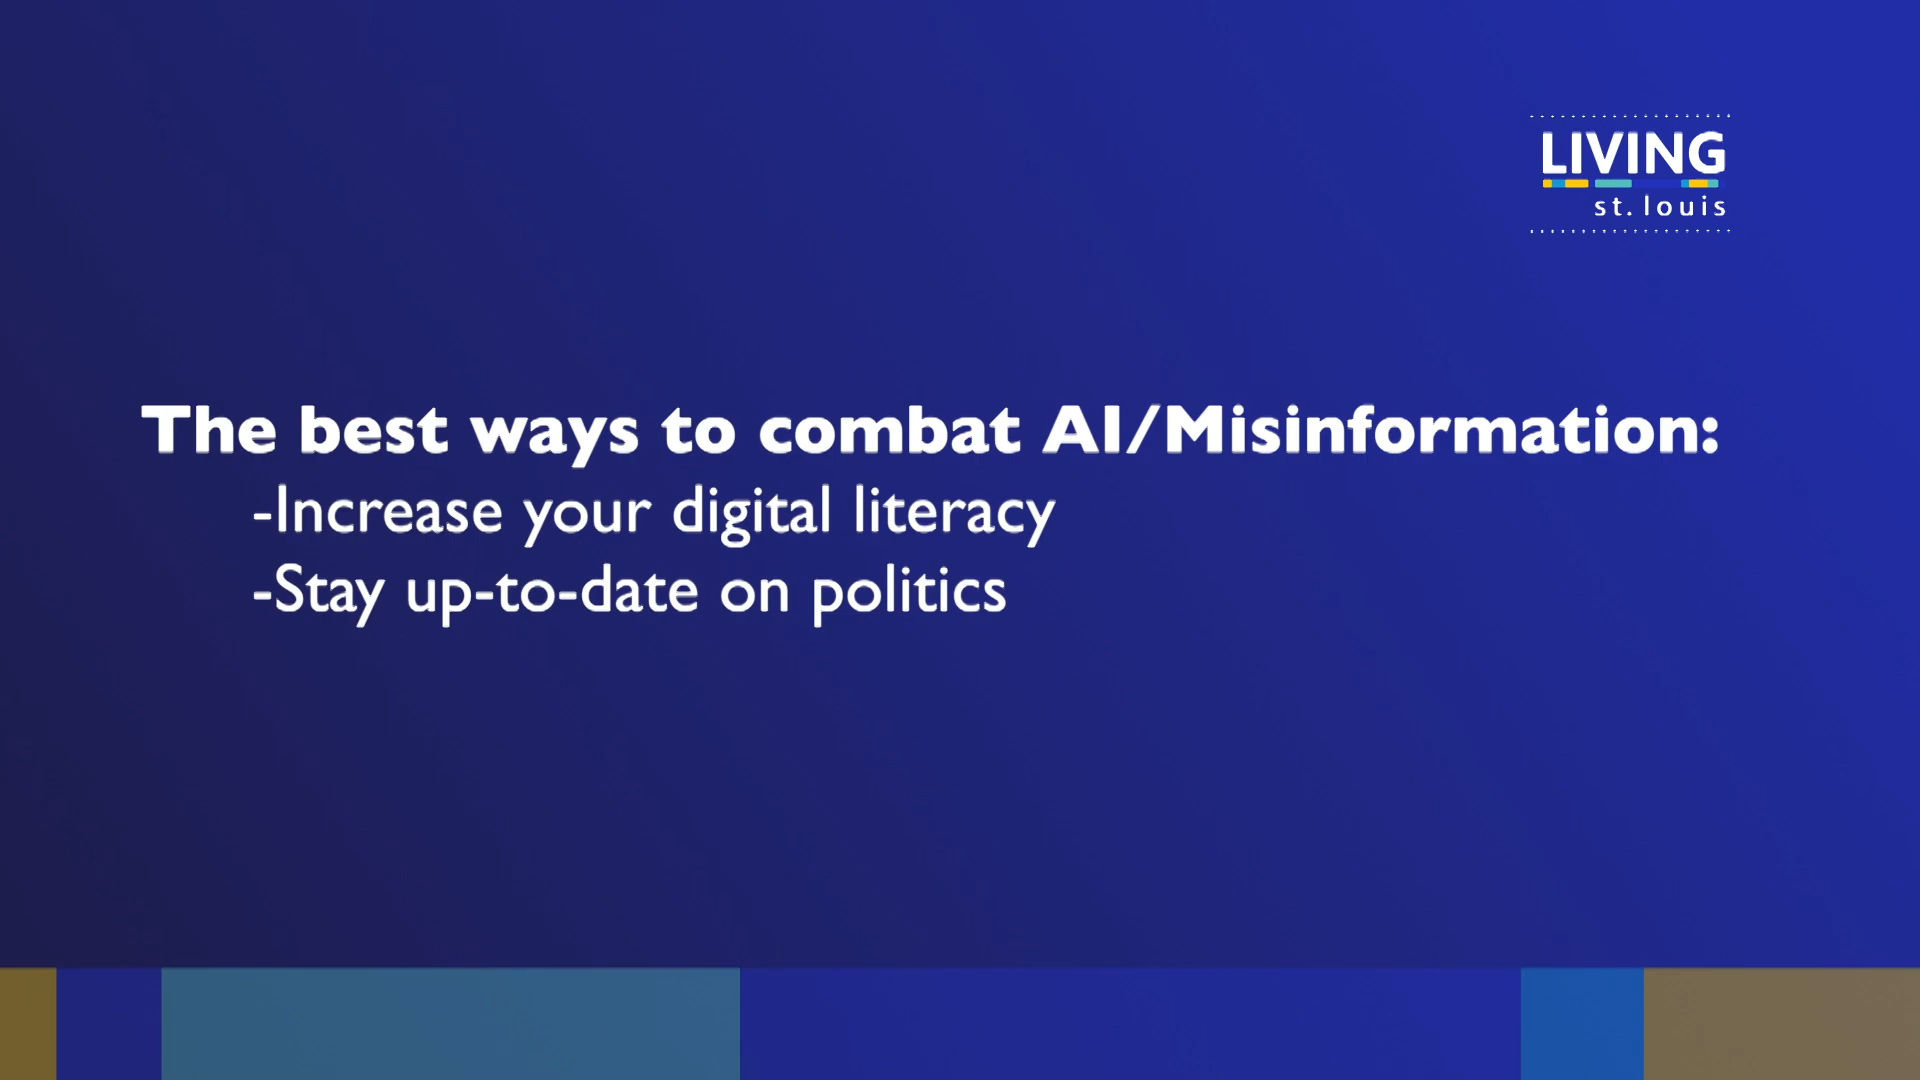 LIVING
st. louis
The best ways to combat AI/Misinformation:
-Increase your digital literacy
-Stay up-to-date on politics